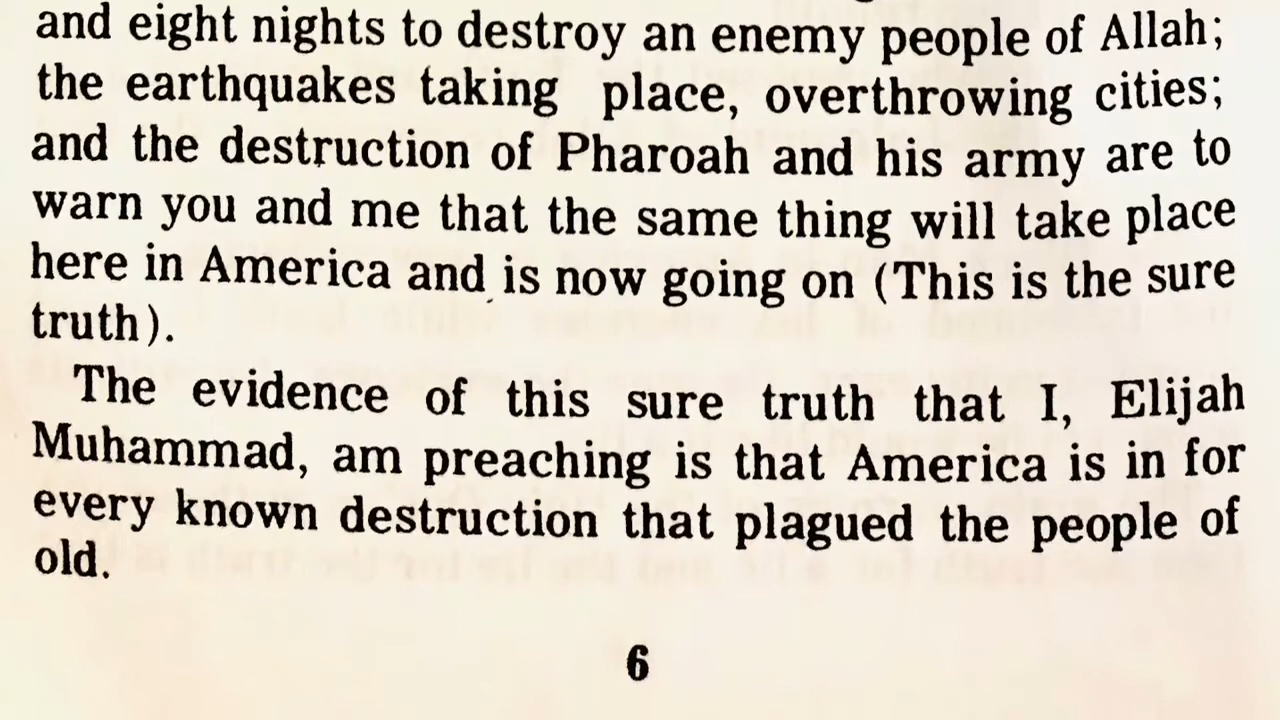 and eight nights to destroy an enemy people of Allah;
the earthquakes taking place, overthrowing cities;
and the destruction of Pharoah and his army are to
warn you and me that the same thing will take place
here in America and is now going on (This is the sure
truth).
The evidence of this sure truth that I, Elijah
Muhammad, am preaching is that America is in for
every known destruction that plagued the people of
old.
6